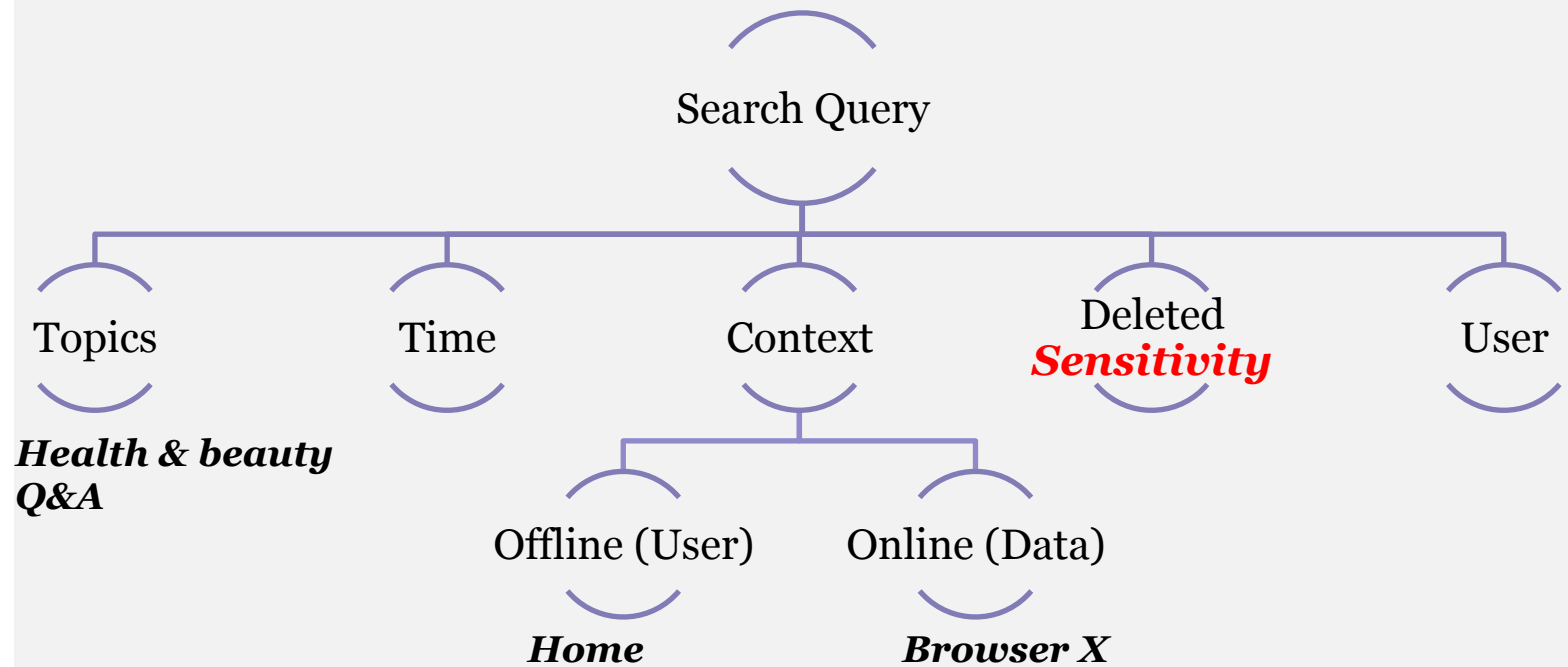 Search Query
Topics
Time
Context
Deleted
Sensitivity
User
Health & beauty
Q&A
Offline (User)
Online (Data)
Home
Browser X